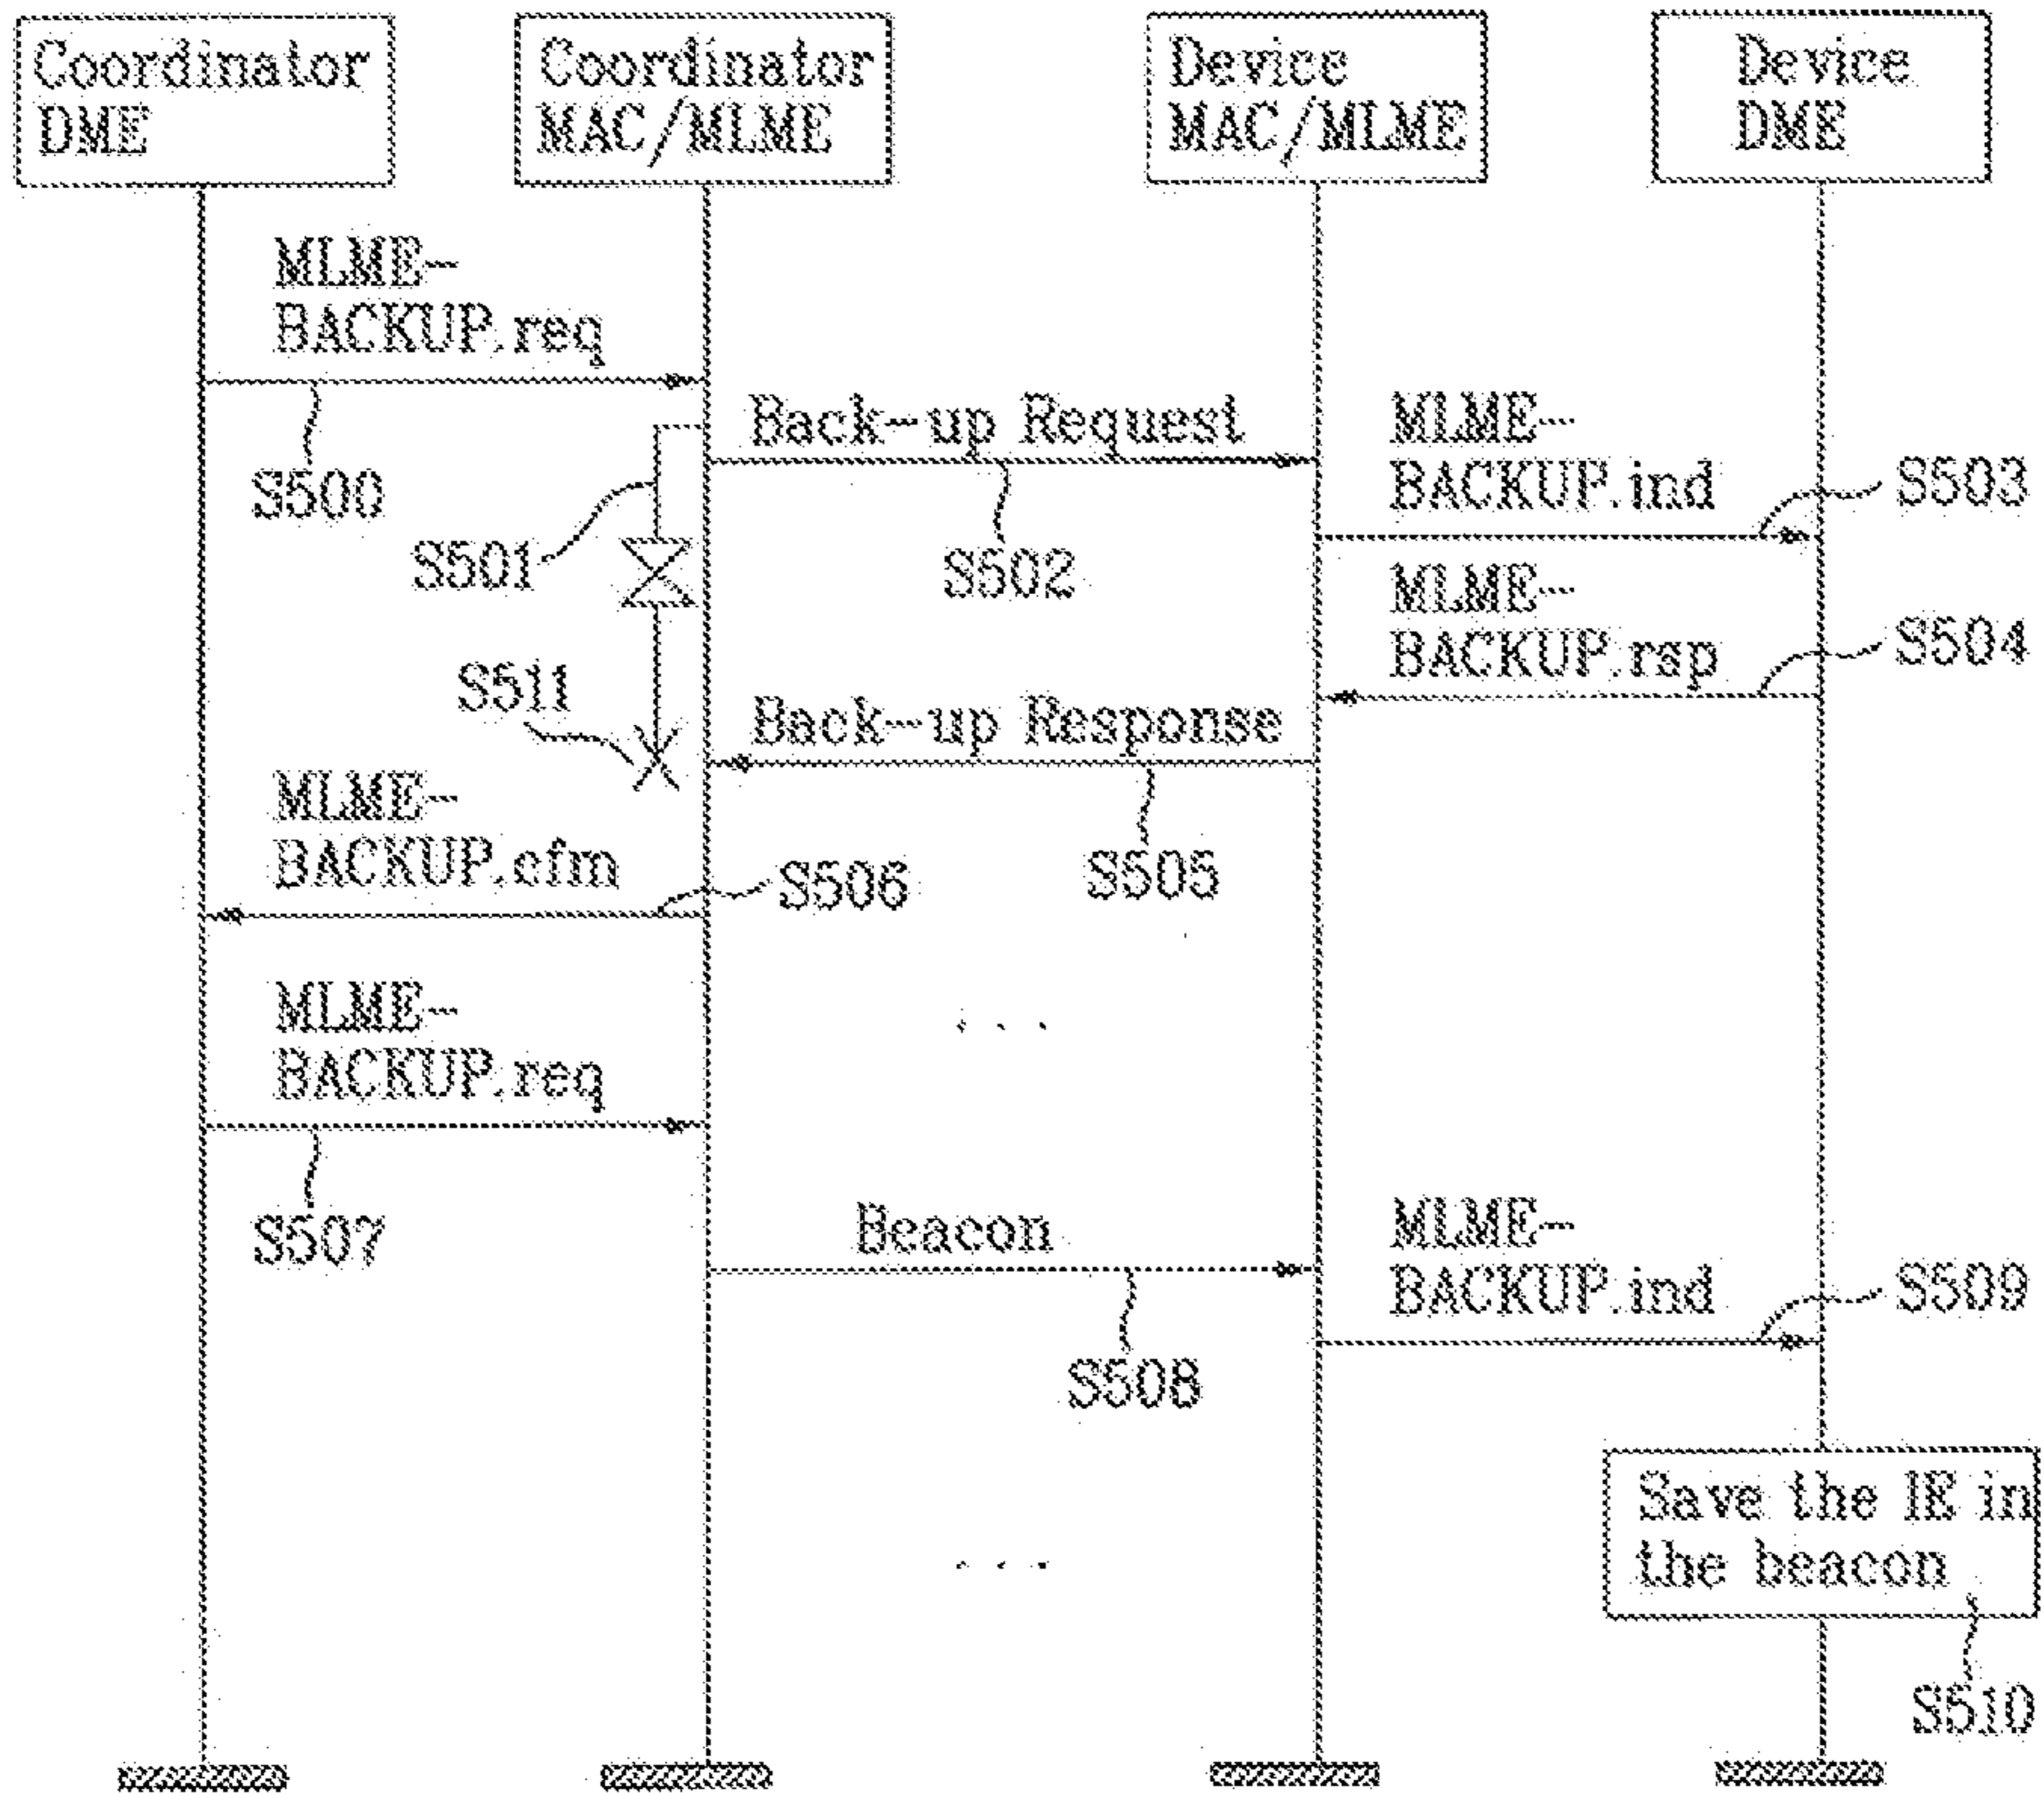 Coordinator
DME
Coordinator
MAC/MLME
Device
MAC/MLME
Device
DME
MLME-
BACKUP.req
S500
Back-up Request
S501
S502
MLME-
BACKUP.ind
S503
MLME-
BACKUP.rsp
S504
S511
Back-up Response
S505
MLME-
BACKUP.cfm
S506
...
MLME-
BACKUP.req
S507
Beacon
S508
MLME-
BACKUP.ind
S509
...
Save the IE in
the beacon
S510